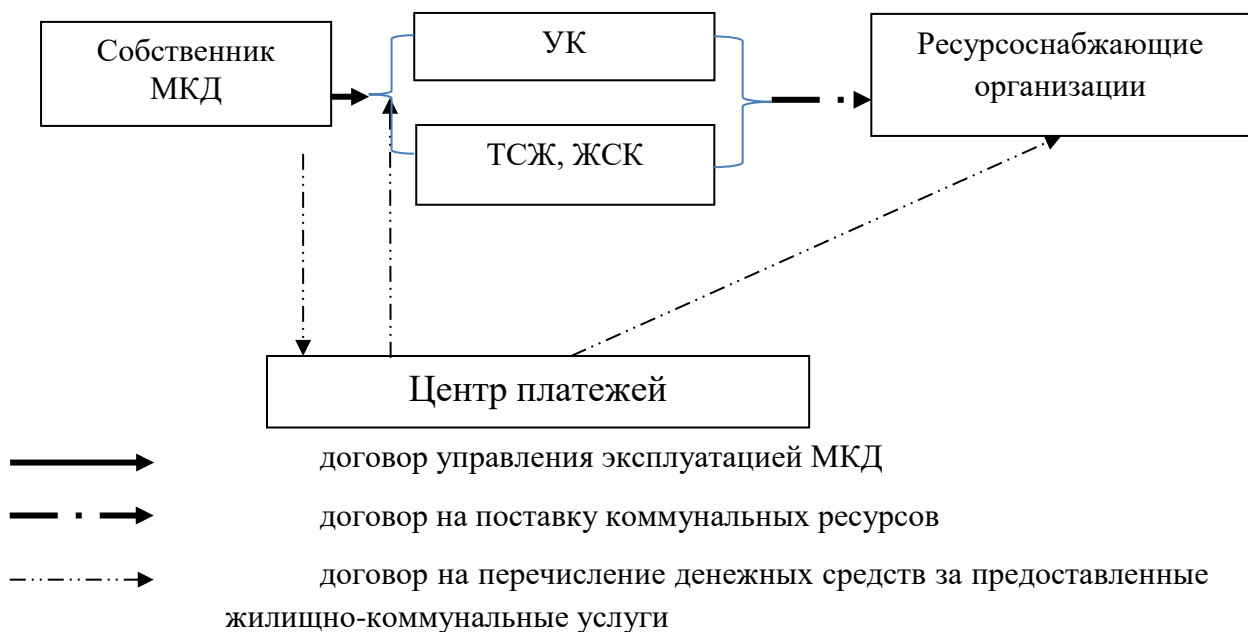 Собственник
МКД
УК
ТСЖ, ЖСК
Ресурсоснабжающие
организации
Центр платежей
договор управления эксплуатацией МКД
договор на поставку коммунальных ресурсов
договор на перечисление денежных средств за предоставленные
жилищно-коммунальные услуги